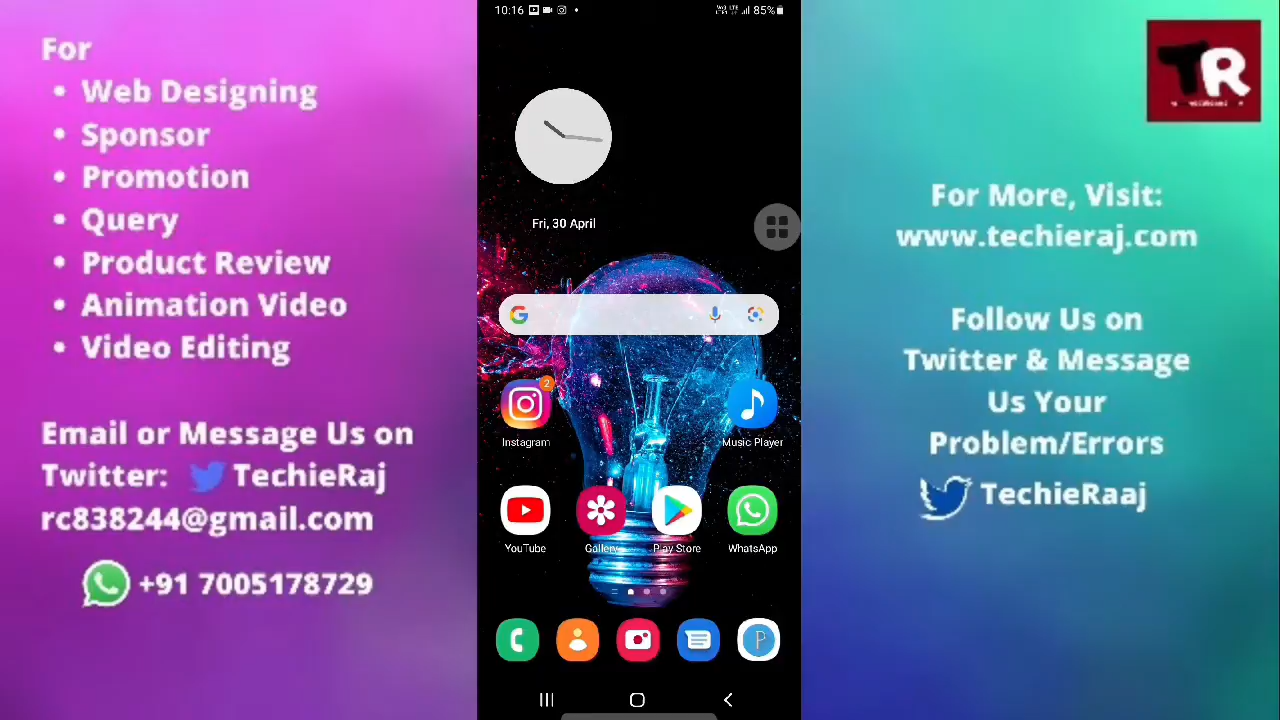 For
• Web Designing
• Sponsor
• Promotion
• Query
• Product Review
• Animation Video
• Video Editing
Email or Message Us on
Twitter: TechieRaj
rc838244@gmail.com
+91 7005178729
10:16
85%
Fri, 30 April
Instagram
2
Music Player
YouTube
Gallery
Play Store
WhatsApp
TR
For More, Visit:
www.techieraj.com
Follow Us on
Twitter & Message
Us Your
Problem/Errors
TechieRaaj